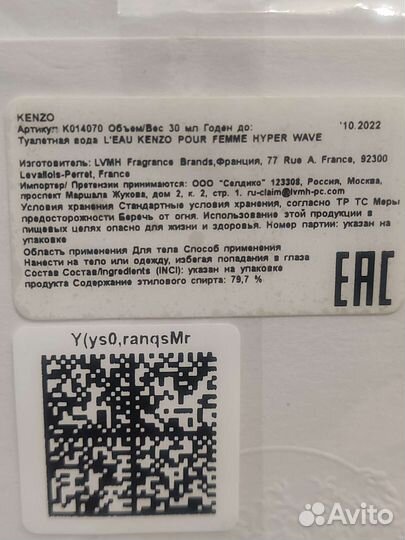 KENZO
Артикул K014070 Объем/Вес 30 мл Годен до: '10.2022
Туалетная вода L'EAU KENZO POUR FEMME HYPER WAVE
Изготовитель: LVMH Fragrance Brands,Франция, 77 Rue A. France, 92300
Levallois-Perret, France
Импортер/ Претензии принимаются: ООО "Селдико" 123308, Россия, Москва,
проспект Маршала Жукова, дом 2, к. 2, стр. 1. ru-claim@lvmh-pc.com
Условия хранения Стандартные условия хранения, согласно ТР ТС Меры
предосторожности Беречь от огня. Использование этой продукции в
пищевых целях опасно для жизни и здоровья. Номер партии: указан на
упаковке
Область применения Для тела Способ применения
Нанести на тело или одежду, избегая попадания в глаза
Состав Состав/Ingredients (INCI): указан на упаковке
продукта Содержание этилового спирта: 79,7 %
EAC
Y(ys0,ranqsMr
Avito